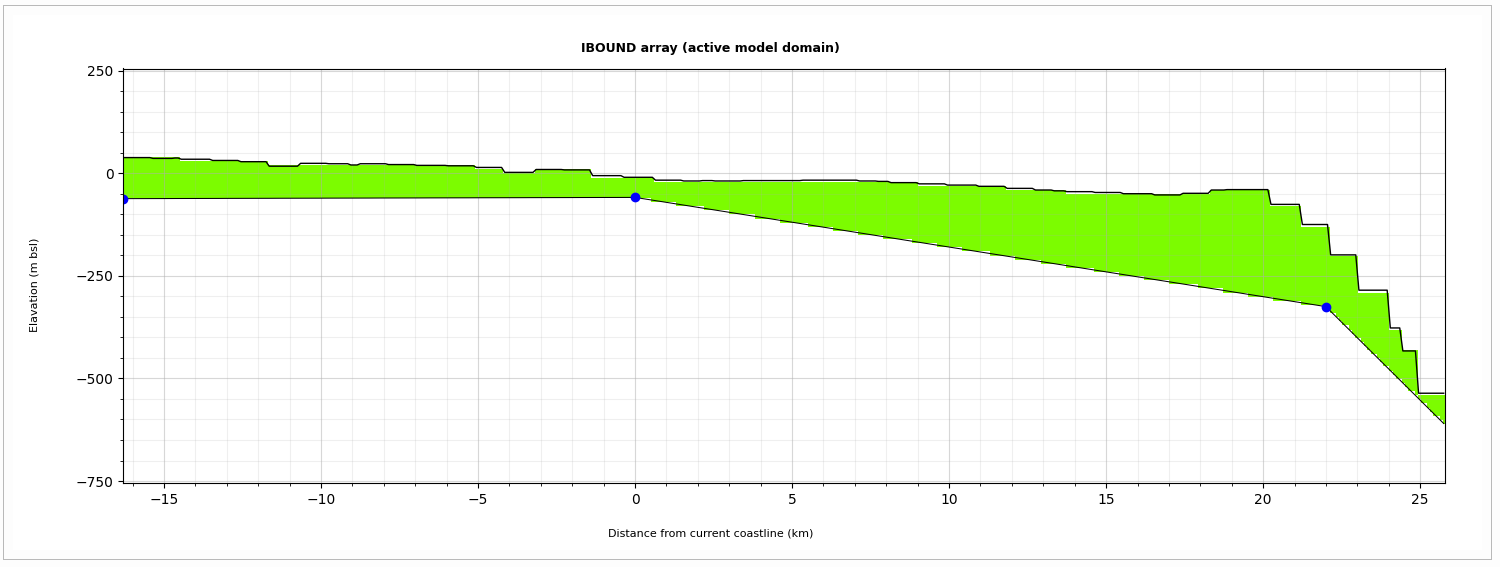 IBOUND array (active model domain)
250
0
−250
−500
−750
Elavation (m bsl)
−15 −10 −5 0 5 10 15 20 25
Distance from current coastline (km)